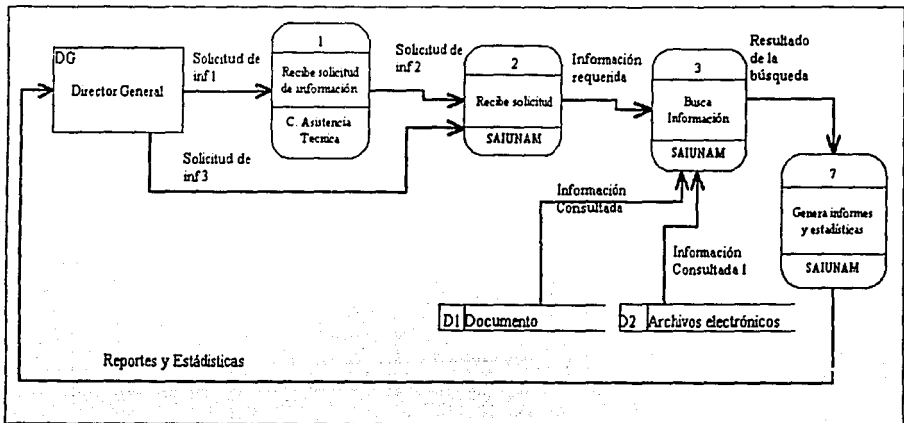 DG
Director General
Solicitud de
inf 1
1
Recibe solicitud
de información
C. Asistencia
Tecnica
Solicitud de
inf 2
2
Recibe solicitud
SAIUNAM
Información
requerida
3
Busca
Información
SAIUNAM
Resultado
de la
búsqueda
7
Genera informes
y estadísticas
SAIUNAM
Solicitud de
inf 3
Información
Consultada
Información
Consultada 1
D1 Documento
D2 Archivos electrónicos
Reportes y Estádisticas